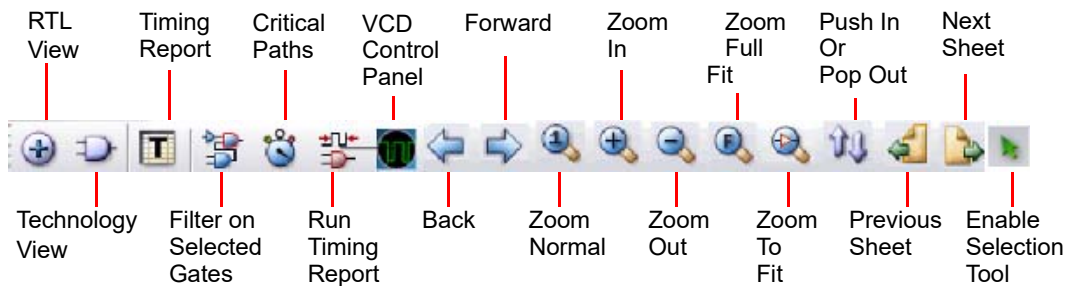 RTL
View
Timing
Report
Critical
Paths
VCD
Control
Panel
Forward
Zoom
In
Zoom
Full
Fit
Push In
Or
Pop Out
Next
Sheet
T
1
F
Technology
View
Filter on
Selected
Gates
Run
Timing
Report
Back
Zoom
Normal
Zoom
Out
Zoom
To
Fit
Previous
Sheet
Enable
Selection
Tool